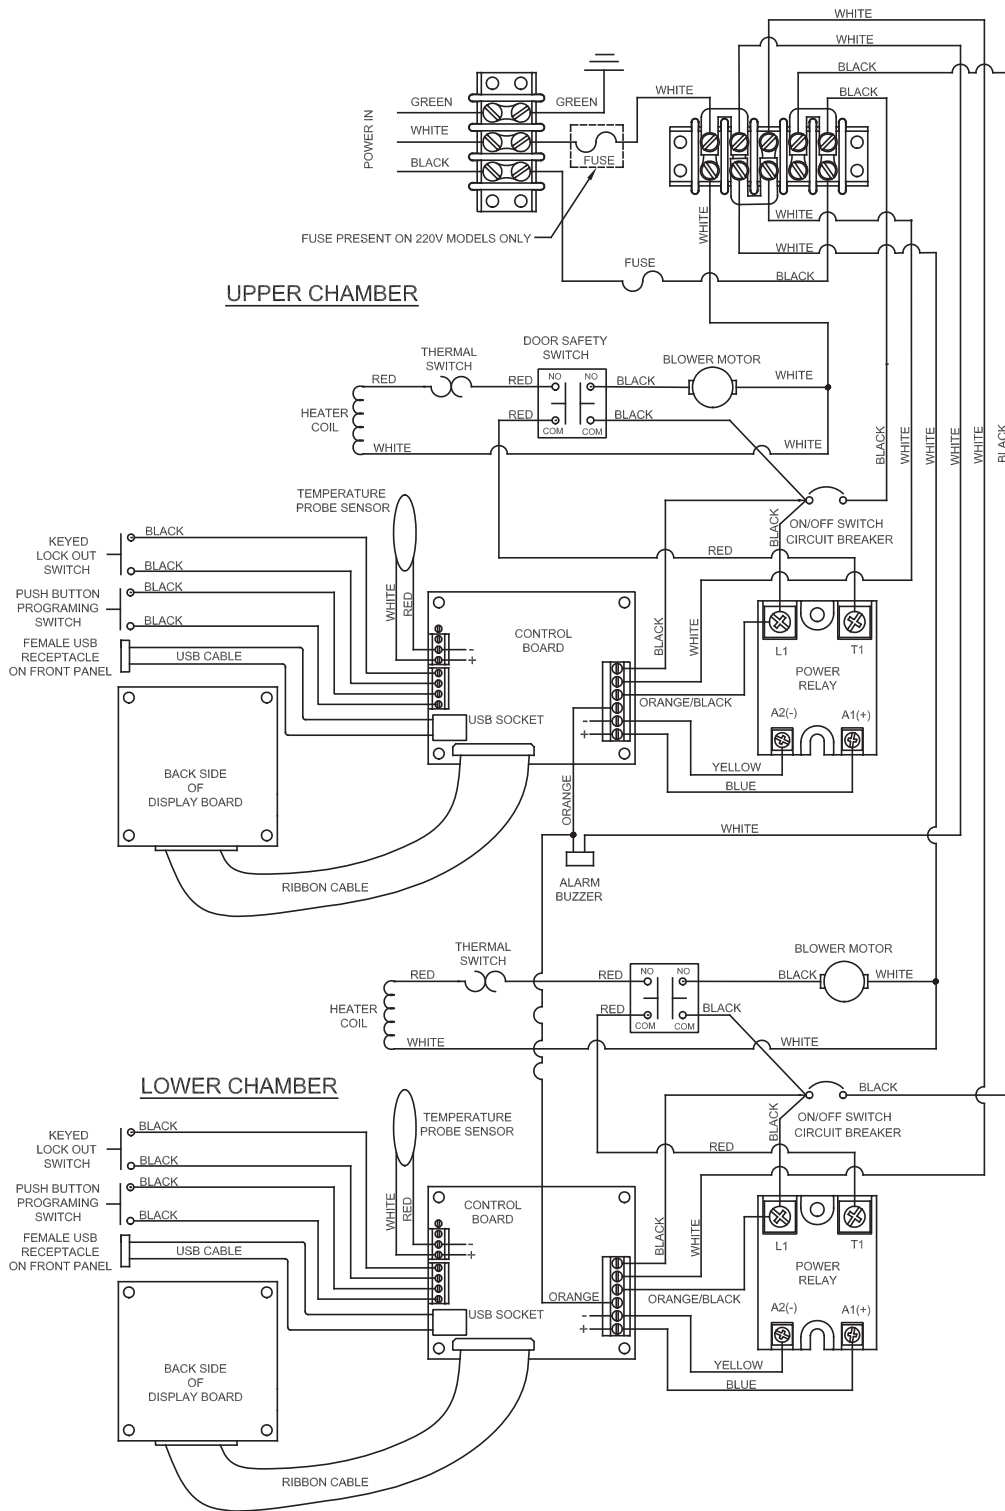 WHITE
WHITE
BLACK
BLACK
WHITE
GREEN
GREEN
WHITE
BLACK
POWER IN
FUSE
FUSE PRESENT ON 220V MODELS ONLY
WHITE
WHITE
WHITE
FUSE
BLACK
UPPER CHAMBER
DOOR SAFETY
SWITCH
THERMAL
SWITCH
BLOWER MOTOR
RED
RED
NO
NO
BLACK
WHITE
HEATER
COIL
RED
COM
COM
BLACK
WHITE
WHITE
BLACK
WHITE
WHITE
WHITE
WHITE
BLACK
TEMPERATURE
PROBE SENSOR
BLACK
ON/OFF SWITCH
CIRCUIT BREAKER
KEYED
LOCK OUT
SWITCH
BLACK
BLACK
RED
PUSH BUTTON
PROGRAMING
SWITCH
BLACK
BLACK
WHITE
RED
FEMALE USB
RECEPTACLE
ON FRONT PANEL
USB CABLE
CONTROL
BOARD
-
+
BLACK
WHITE
L1
T1
POWER
RELAY
ORANGE/BLACK
A2(-)
A1(+)
USB SOCKET
-
+
YELLOW
BLUE
BACK SIDE
OF
DISPLAY BOARD
ORANGE
WHITE
RIBBON CABLE
ALARM
BUZZER
THERMAL
SWITCH
BLOWER MOTOR
RED
RED
NO
NO
BLACK
WHITE
HEATER
COIL
RED
COM
COM
BLACK
WHITE
WHITE
LOWER CHAMBER
BLACK
TEMPERATURE
PROBE SENSOR
BLACK
ON/OFF SWITCH
CIRCUIT BREAKER
KEYED
LOCK OUT
SWITCH
BLACK
BLACK
RED
PUSH BUTTON
PROGRAMING
SWITCH
BLACK
BLACK
WHITE
RED
FEMALE USB
RECEPTACLE
ON FRONT PANEL
USB CABLE
CONTROL
BOARD
-
+
BLACK
WHITE
L1
T1
POWER
RELAY
ORANGE
ORANGE/BLACK
A2(-)
A1(+)
USB SOCKET
-
+
YELLOW
BLUE
BACK SIDE
OF
DISPLAY BOARD
RIBBON CABLE